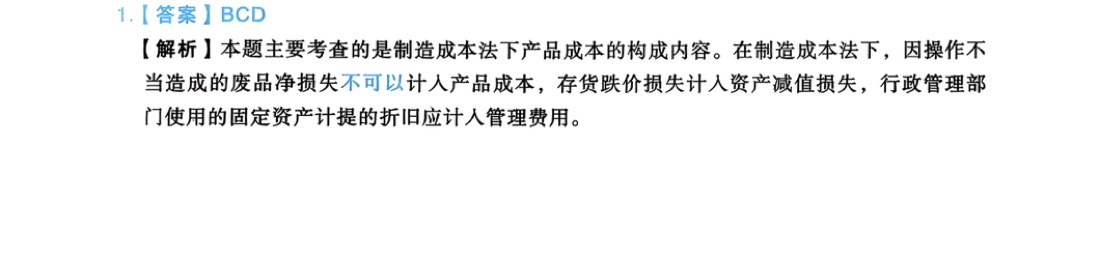 1.【答案】BCD
【解析】本题主要考查的是制造成本法下产品成本的构成内容。在制造成本法下，因操作不
当造成的废品净损失不可以计入产品成本，存货跌价损失计入资产减值损失，行政管理部
门使用的固定资产计提的折旧应计入管理费用。